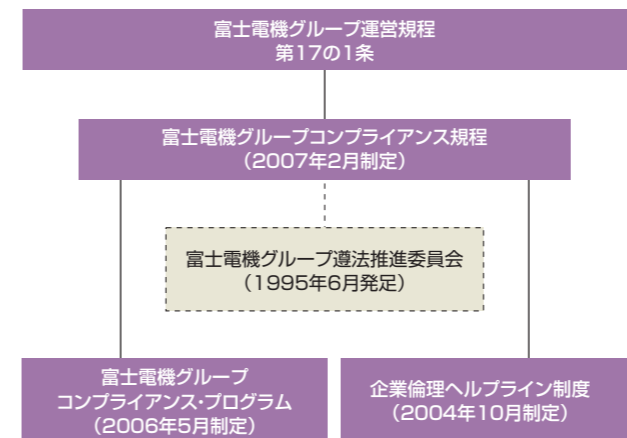 富士電機グループ運営規程
第17の1条
富士電機グループコンプライアンス規程
（2007年2月制定）
富士電機グループ遵法推進委員会
（1995年6月発足）
富士電機グループ
コンプライアンス・プログラム
（2006年5月制定）
企業倫理ヘルプライン制度
（2004年10月制定）